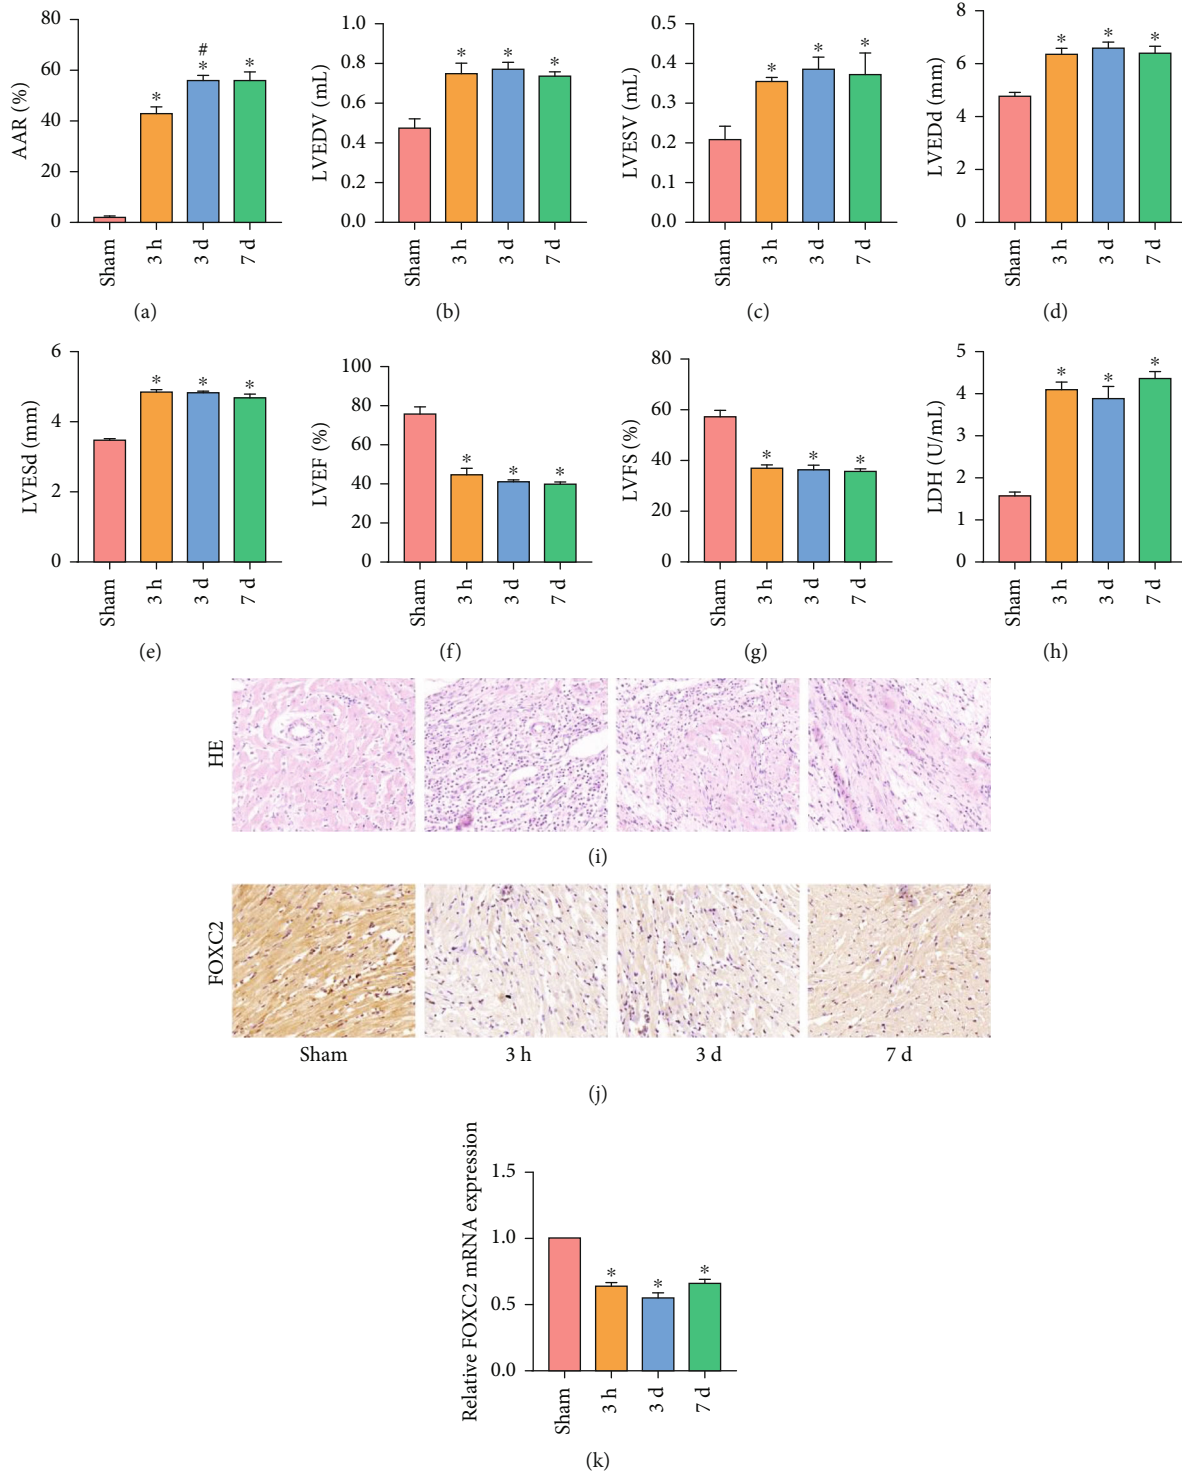 AAR (%)
80
60
40
20
0
*
#
*
*
Sham
3 h
3 d
7 d
(a)
LVEDV (mL)
1.0
0.8
0.6
0.4
0.2
0.0
*
*
*
Sham
3 h
3 d
7 d
(b)
LVESV (mL)
0.5
0.4
0.3
0.2
0.1
0.0
*
*
*
Sham
3 h
3 d
7 d
(c)
LVEDd (mm)
8
6
4
2
0
*
*
*
Sham
3 h
3 d
7 d
(d)
LVESd (mm)
6
4
2
0
*
*
*
Sham
3 h
3 d
7 d
(e)
LVEF (%)
100
80
60
40
20
0
*
*
*
Sham
3 h
3 d
7 d
(f)
LVFS (%)
80
60
40
20
0
*
*
*
Sham
3 h
3 d
7 d
(g)
LDH (U/mL)
5
4
3
2
1
0
*
*
*
Sham
3 h
3 d
7 d
(h)
HE
(i)
FOXC2
Sham
3 h
3 d
7 d
(j)
Relative FOXC2 mRNA expression
1.5
1.0
0.5
0.0
*
*
*
Sham
3 h
3 d
7 d
(k)